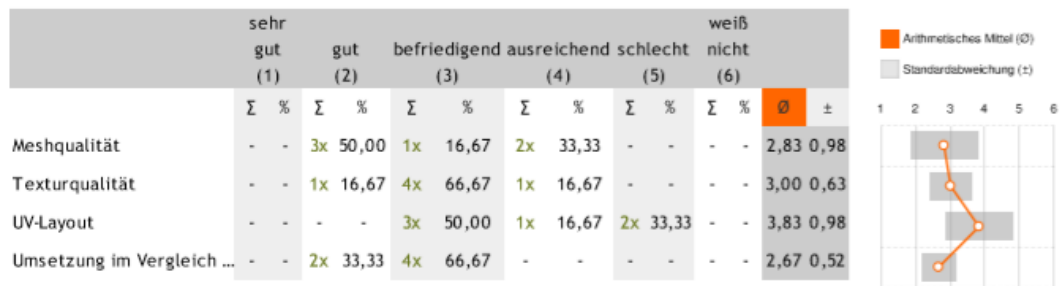 sehr weiß
gut gut befriedigend ausreichend schlecht nicht
(1) (2) (3) (4) (5) (6)
Σ % Σ % Σ % Σ % Σ % Σ % Ø ±
Meshqualität - - 3x 50,00 1x 16,67 2x 33,33 - - - - 2,83 0,98
Texturqualität - - 1x 16,67 4x 66,67 1x 16,67 - - - - 3,00 0,63
UV-Layout - - - - 3x 50,00 1x 16,67 2x 33,33 - - 3,83 0,98
Umsetzung im Vergleich ... - - 2x 33,33 4x 66,67 - - - - - - 2,67 0,52
Arithmetisches Mittel (Ø)
Standardabweichung (±)
1 2 3 4 5 6